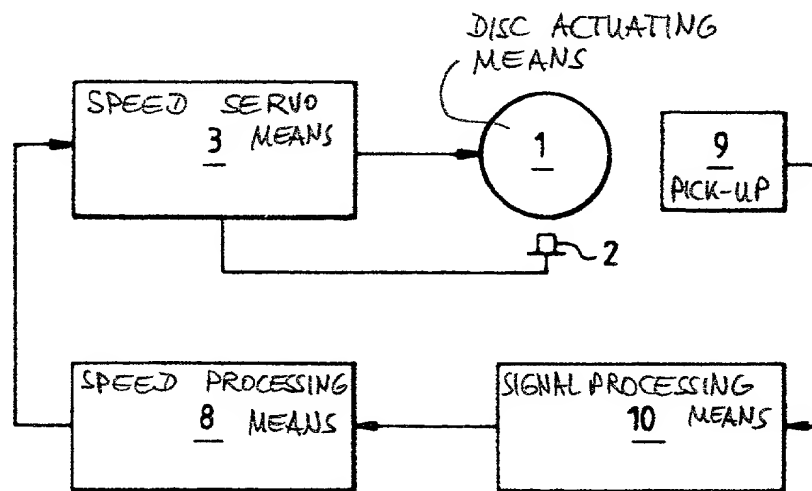 DISC ACTUATING
MEANS
SPEED SERVO
3 MEANS
1
9
PICK-UP
2
SPEED PROCESSING
8 MEANS
SIGNAL PROCESSING
10 MEANS